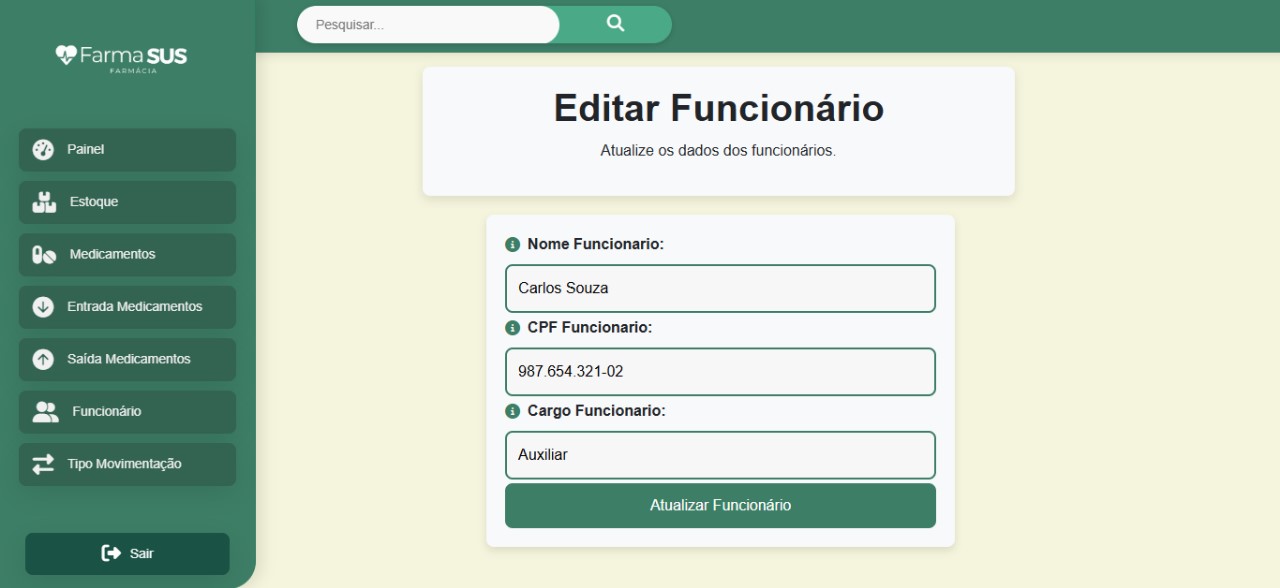 Farma SUS
FARMÁCIA
Painel
Estoque
Medicamentos
Entrada Medicamentos
Saída Medicamentos
Funcionário
Tipo Movimentação
Sair
Pesquisar...
Editar Funcionário
Atualize os dados dos funcionários.
Nome Funcionario:
Carlos Souza
CPF Funcionario:
987.654.321-02
Cargo Funcionario:
Auxiliar
Atualizar Funcionário